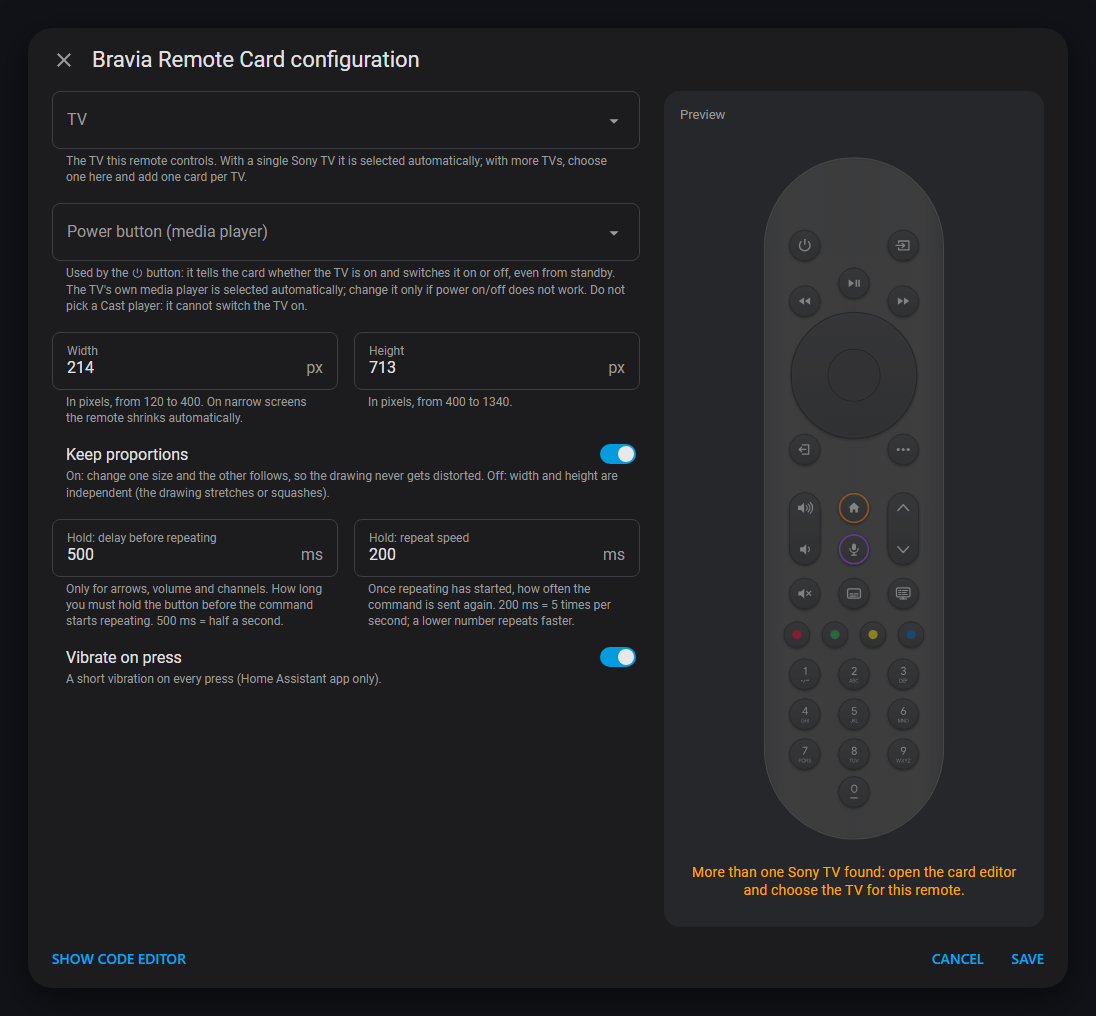 Bravia Remote Card configuration
TV
The TV this remote controls. With a single Sony TV it is selected automatically; with more TVs, choose
one here and add one card per TV.
Power button (media player)
Used by the ⏻ button: it tells the card whether the TV is on and switches it on or off, even from standby.
The TV's own media player is selected automatically; change it only if power on/off does not work. Do not
pick a Cast player: it cannot switch the TV on.
Width
214 px
In pixels, from 120 to 400. On narrow screens
the remote shrinks automatically.
Height
713 px
In pixels, from 400 to 1340.
Keep proportions
On: change one size and the other follows, so the drawing never gets distorted. Off: width and height are
independent (the drawing stretches or squashes).
Hold: delay before repeating
500 ms
Only for arrows, volume and channels. How long
you must hold the button before the command
starts repeating. 500 ms = half a second.
Hold: repeat speed
200 ms
Once repeating has started, how often the
command is sent again. 200 ms = 5 times per
second; a lower number repeats faster.
Vibrate on press
A short vibration on every press (Home Assistant app only).
Preview
1 2 3
ABC DEF
4 5 6
GHI JKL MNO
7 8 9
PQRS TUV WXYZ
0
More than one Sony TV found: open the card editor
and choose the TV for this remote.
SHOW CODE EDITOR
CANCEL SAVE